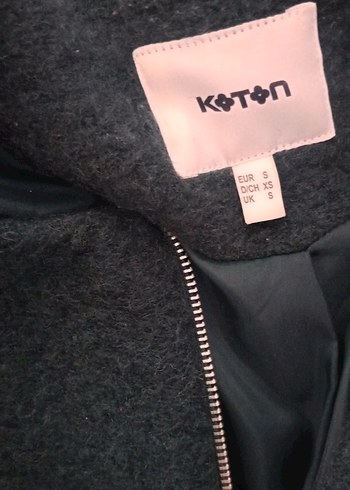 KOTON
EUR S
D/CH XS
UK S